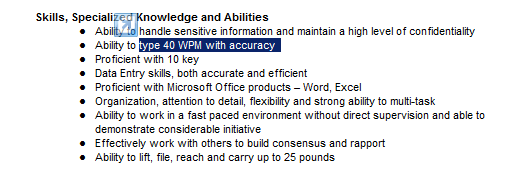 Skills, Specialized Knowledge and Abilities
● Ability to handle sensitive information and maintain a high level of confidentiality
● Ability to type 40 WPM with accuracy
● Proficient with 10 key
● Data Entry skills, both accurate and efficient
● Proficient with Microsoft Office products – Word, Excel
● Organization, attention to detail, flexibility and strong ability to multi-task
● Ability to work in a fast paced environment without direct supervision and able to
demonstrate considerable initiative
● Effectively work with others to build consensus and rapport
● Ability to lift, file, reach and carry up to 25 pounds